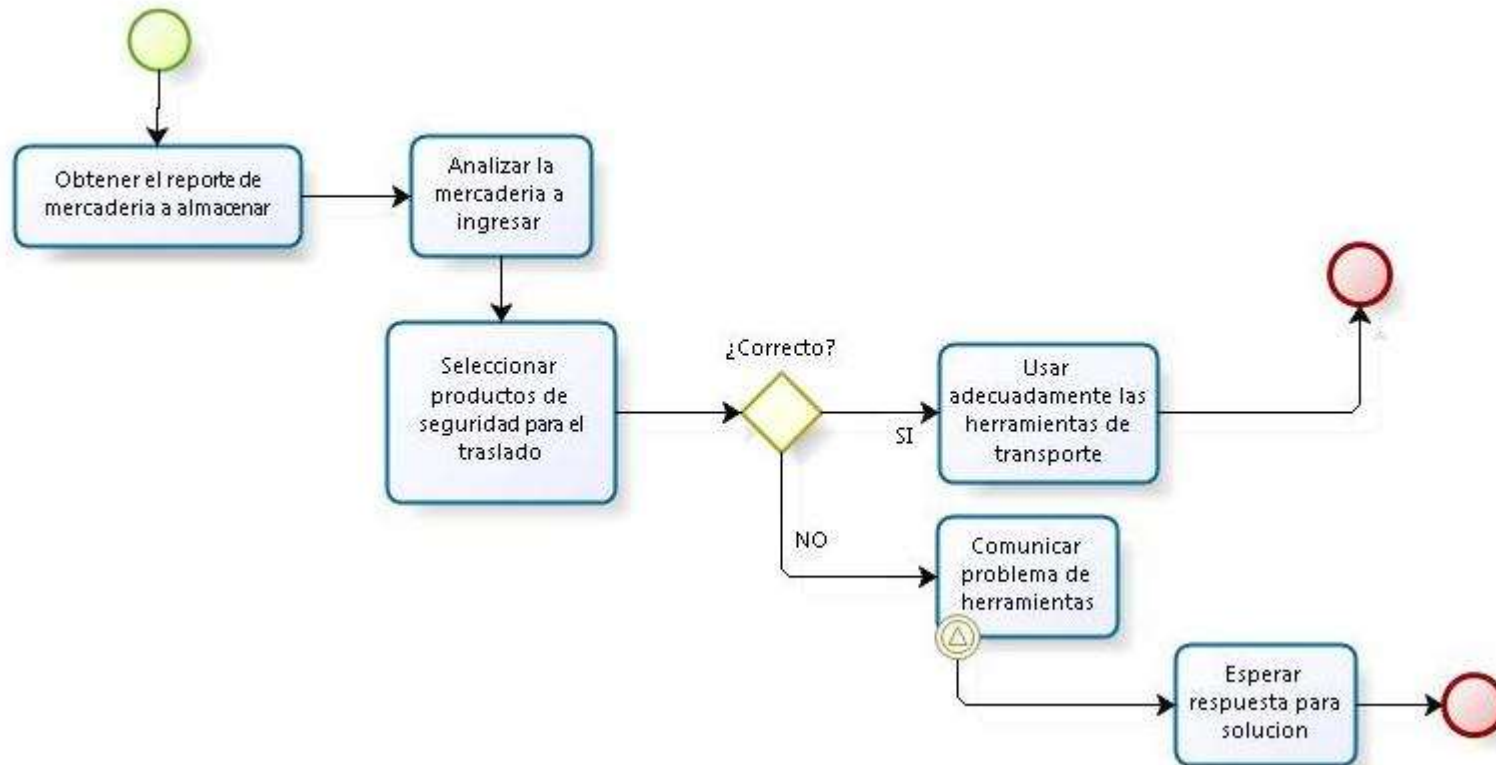 Obtener el reporte de
mercaderia a almacenar
Analizar la
mercaderia a
ingresar
Seleccionar
productos de
seguridad para el
traslado
¿Correcto?
SI
Usar
adecuadamente las
herramientas de
transporte
NO
Comunicar
problema de
herramientas
Esperar
respuesta para
solucion